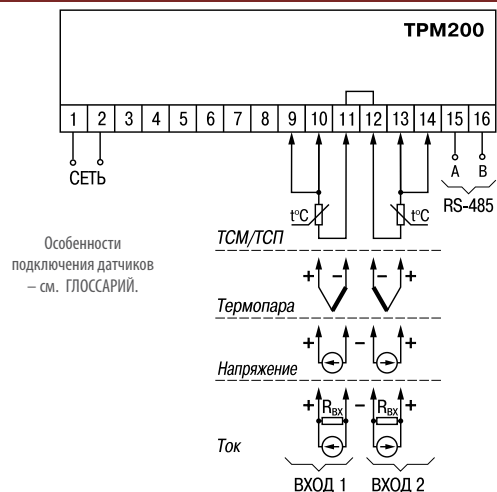 ТРМ200
1 2 3 4 5 6 7 8 9 10 11 12 13 14 15 16
СЕТЬ
A B
RS-485
t°C t°C
ТСМ/ТСП
Особенности
подключения датчиков
– см. ГЛОССАРИЙ.
+ – – +
Термопара
+ – +
Напряжение
+ Rвх – Rвх +
Ток
ВХОД 1 ВХОД 2